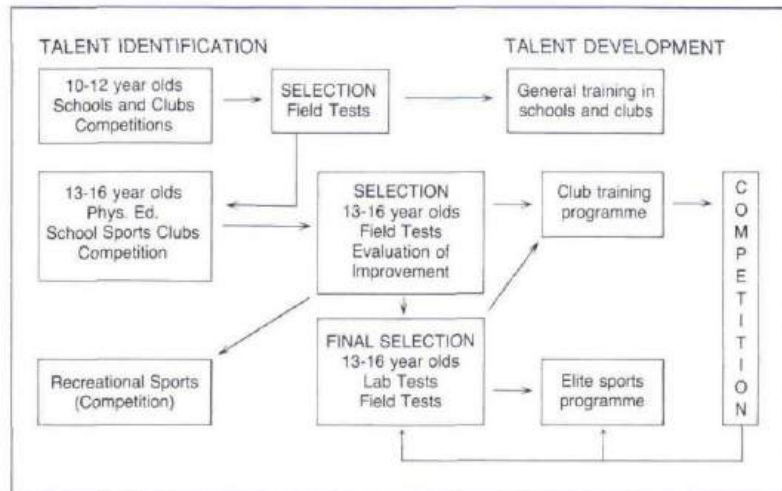 TALENT IDENTIFICATION
TALENT DEVELOPMENT
10-12 year olds
Schools and Clubs
Competitions
SELECTION
Field Tests
General training in
schools and clubs
13-16 year olds
Phys. Ed.
School Sports Clubs
Competition
SELECTION
13-16 year olds
Field Tests
Evaluation of
Improvement
Club training
programme
COMPETITION
Recreational Sports
(Competition)
FINAL SELECTION
13-16 year olds
Lab Tests
Field Tests
Elite sports
programme